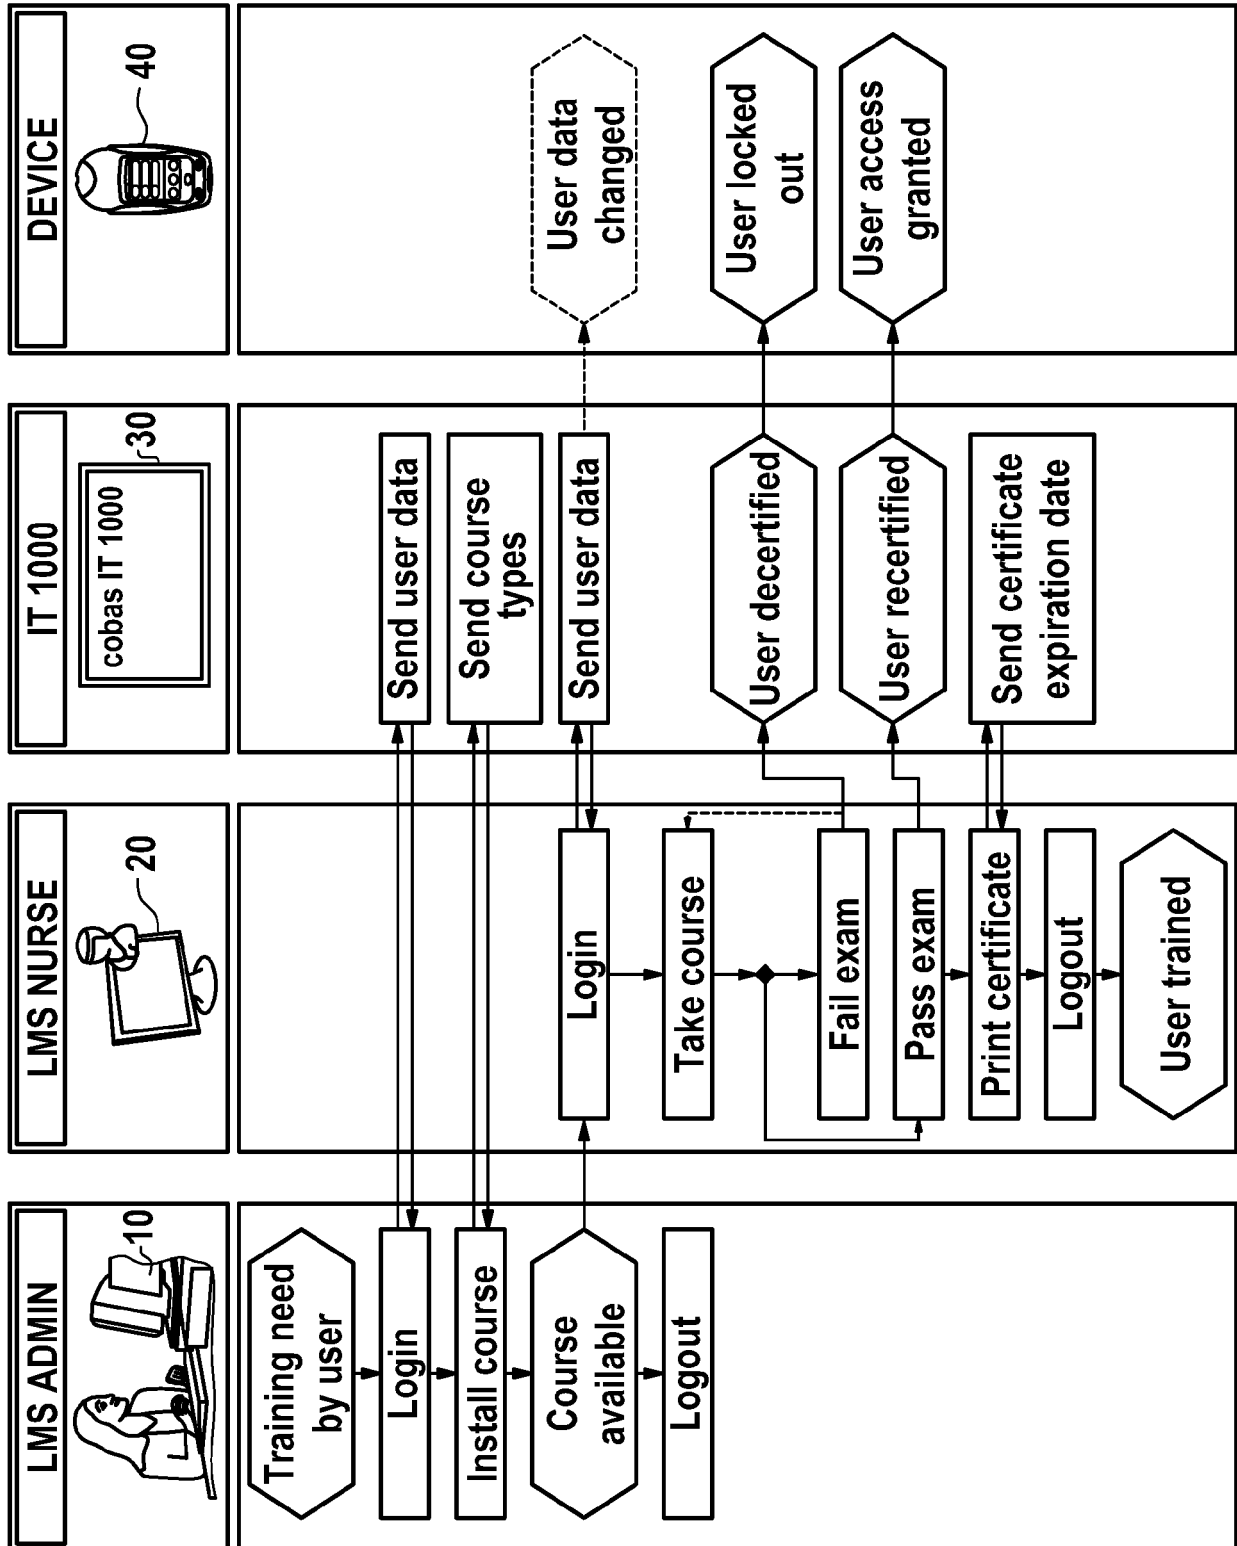 LMS ADMIN
10
Training need
by user
Login
Install course
Course
available
Logout
LMS NURSE
20
Login
Take course
Fail exam
Pass exam
Print certificate
Logout
User trained
IT 1000
cobas IT 1000
30
Send user data
Send course
types
Send user data
User decertified
User recertified
Send certificate
expiration date
DEVICE
40
User data
changed
User locked
out
User access
granted